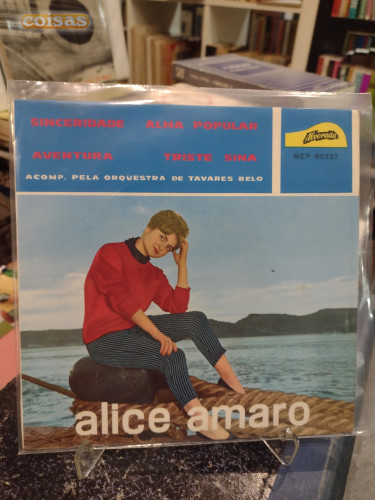 coisas
SINCERIDADE ALMA POPULAR
AVENTURA TRISTE SINA
ACOMP. PELA ORQUESTRA DE TAVARES BELO
Alvorada
MEP 60237
alice amaro